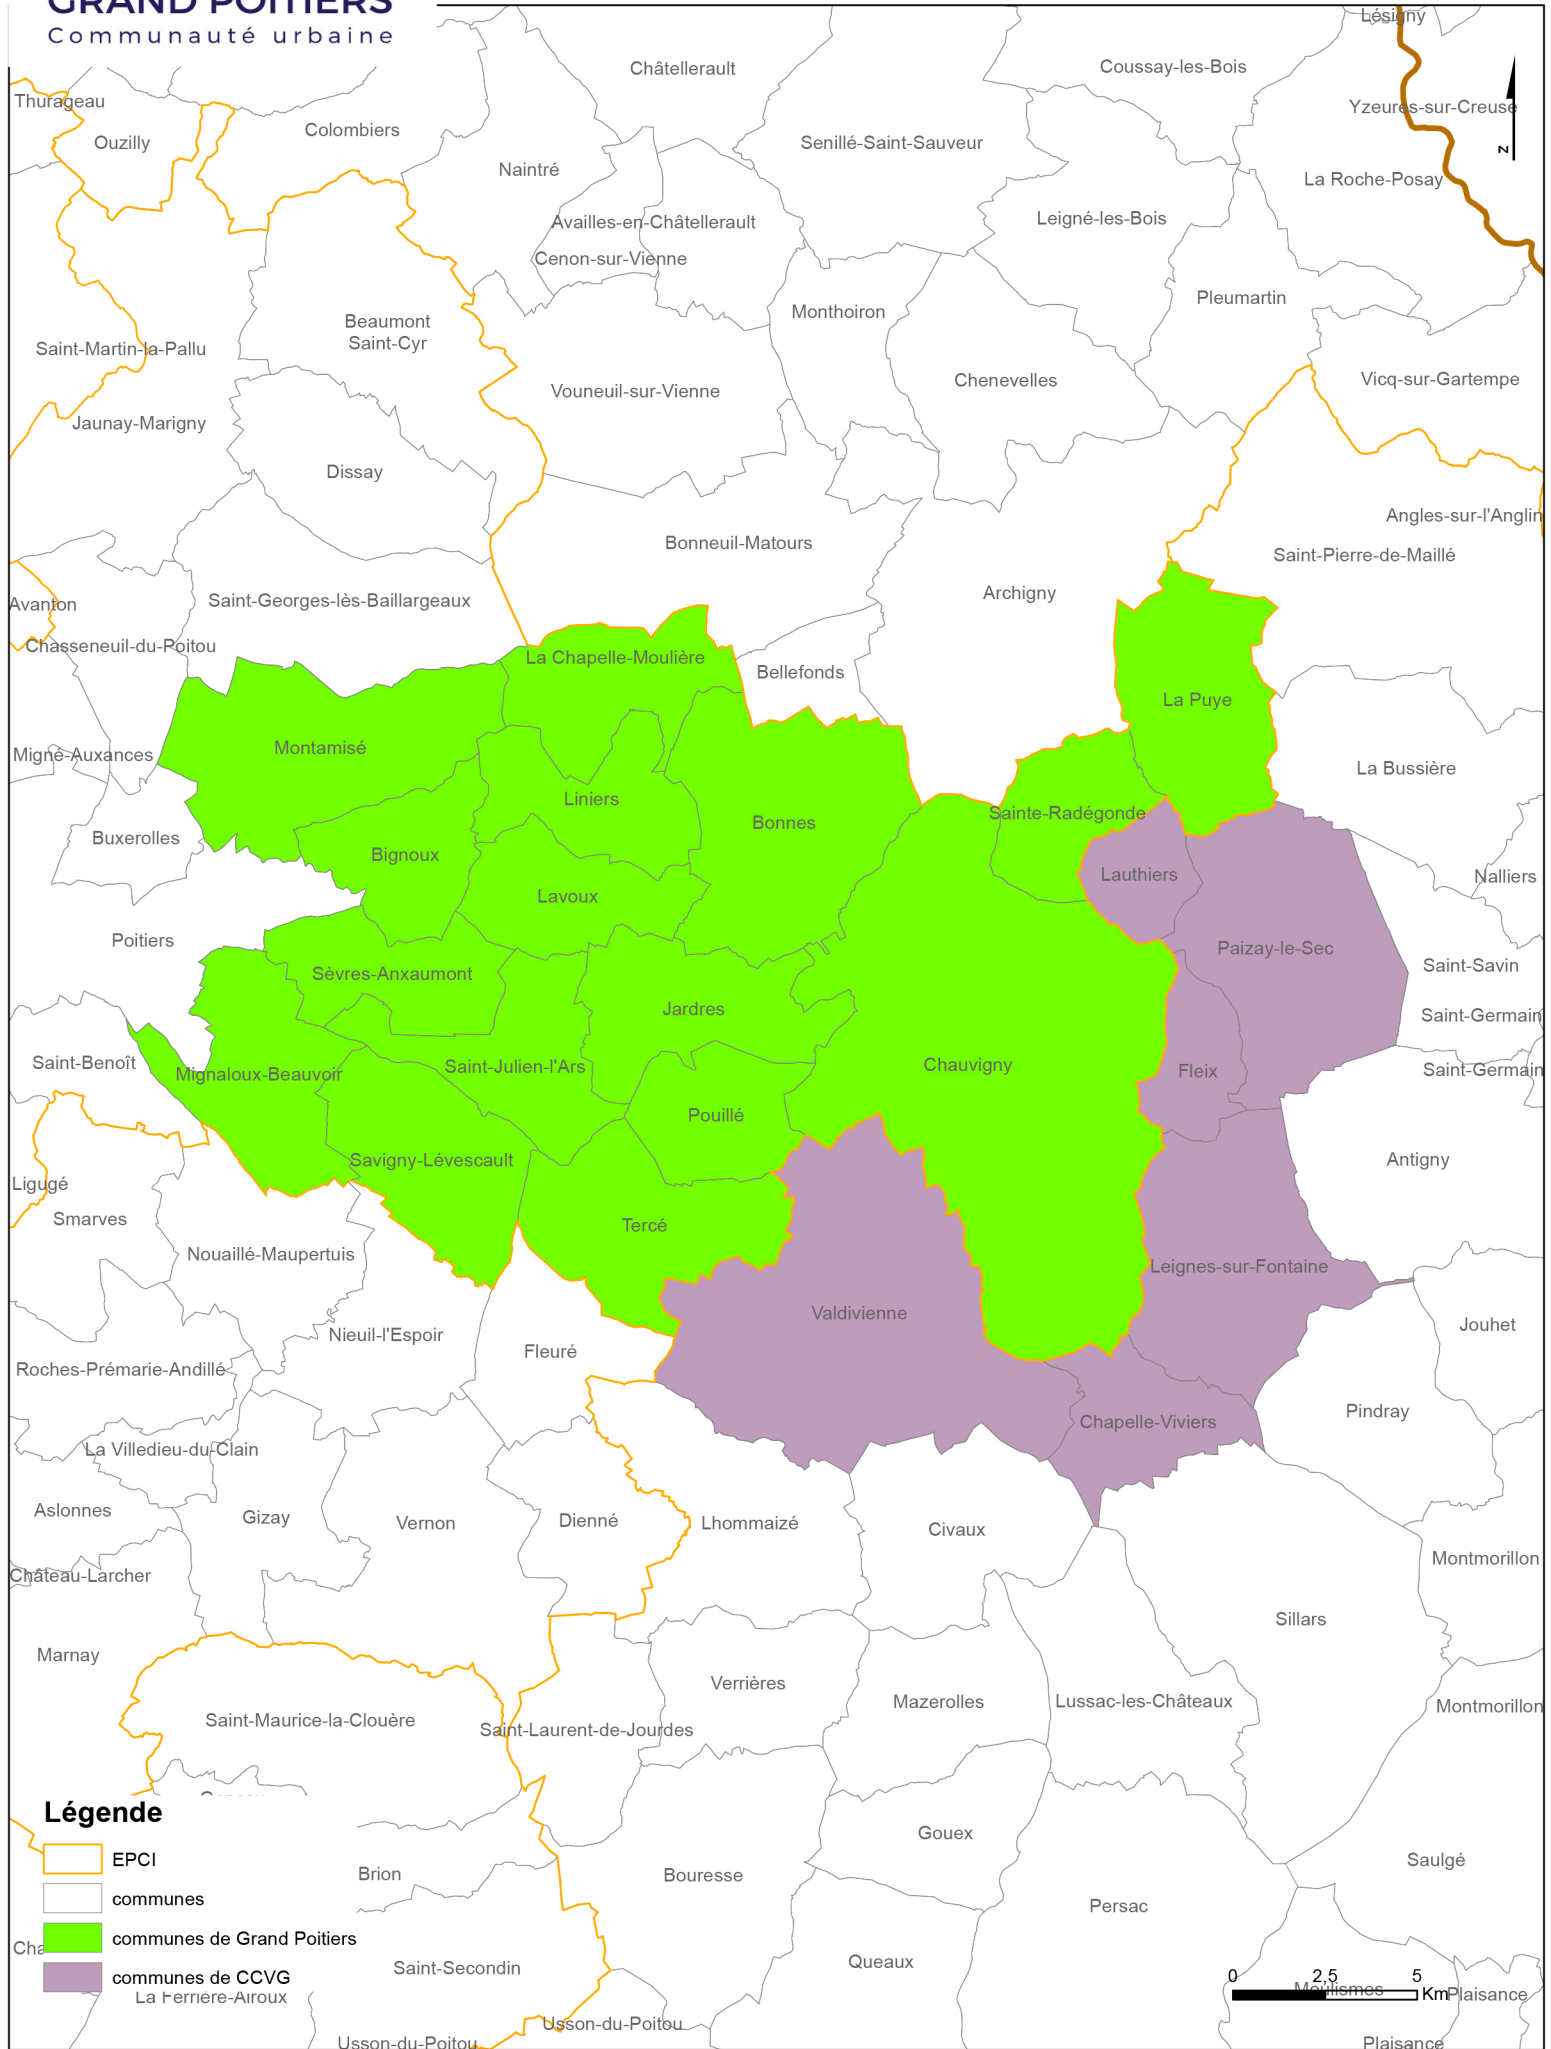 GRAND POITIERS
Communauté urbaine
Lésigny
Châtellerault
Coussay-les-Bois
Thurageau
Yzeures-sur-Creuse
Colombiers
Ouzilly
Senillé-Saint-Sauveur
N
Naintré
La Roche-Posay
Availles-en-Châtellerault
Leigné-les-Bois
Cenon-sur-Vienne
Pleumartin
Monthoiron
Beaumont
Saint-Cyr
Saint-Martin-la-Pallu
Chenevelles
Vicq-sur-Gartempe
Vouneuil-sur-Vienne
Jaunay-Marigny
Dissay
Angles-sur-l'Anglin
Bonneuil-Matours
Saint-Pierre-de-Maillé
Archigny
Saint-Georges-lès-Baillargeaux
Avanton
Chasseneuil-du-Poitou
La Chapelle-Moulière
Bellefonds
La Puye
Montamisé
Migné-Auxances
La Bussière
Liniers
Sainte-Radégonde
Bonnes
Buxerolles
Bignoux
Lauthiers
Nalliers
Lavoux
Poitiers
Paizay-le-Sec
Saint-Savin
Sèvres-Anxaumont
Jardres
Saint-Germain
Saint-Benoît
Chauvigny
Saint-Julien-l'Ars
Fleix
Saint-Germain
Mignaloux-Beauvoir
Pouillé
Savigny-Lévescault
Antigny
Ligugé
Smarves
Tercé
Nouaillé-Maupertuis
Leignes-sur-Fontaine
Valdivienne
Jouhet
Nieuil-l'Espoir
Fleuré
Roches-Prémarie-Andillé
Pindray
Chapelle-Viviers
La Villedieu-du-Clain
Aslonnes
Gizay
Vernon
Dienné
Lhommaizé
Civaux
Montmorillon
Château-Larcher
Sillars
Marnay
Verrières
Mazerolles
Lussac-les-Châteaux
Montmorillon
Saint-Maurice-la-Clouère
Saint-Laurent-de-Jourdes
Légende
Gouex
EPCI
Brion
Bouresse
Saulgé
communes
Persac
communes de Grand Poitiers
Cha
Queaux
Saint-Secondin
communes de CCVG
0 2,5 5
Km
Moulismes
Plaisance
La Ferrière-Airoux
Usson-du-Poitou
Usson-du-Poitou
Plaisance